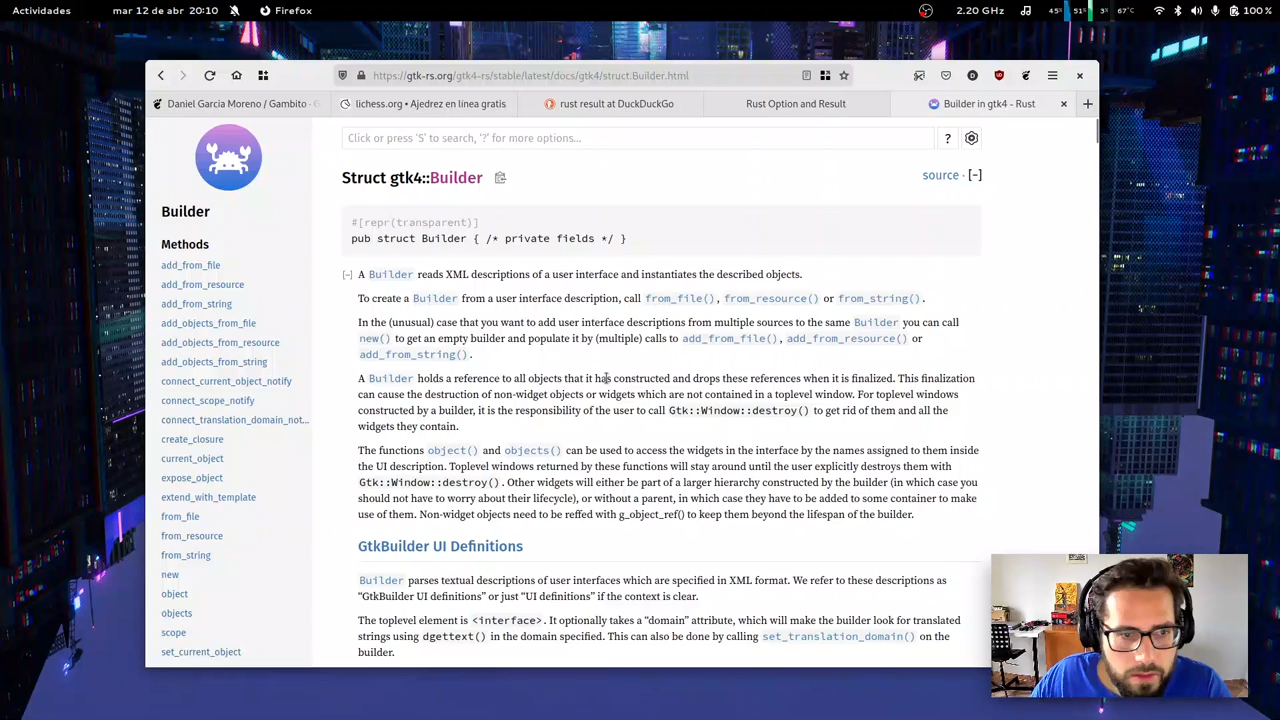 Actividades
mar 12 de abr 20:10
Firefox
2.20 GHz
45%
51%
3%
67°C
100 %
https://gtk-rs.org/gtk4-rs/stable/latest/docs/gtk4/struct.Builder.html
Daniel Garcia Moreno / Gambito · G
lichess.org • Ajedrez en línea gratis
rust result at DuckDuckGo
Rust Option and Result
Builder in gtk4 - Rust
Click or press 'S' to search, '?' for more options...
?
Struct gtk4::Builder
source · [-]
Builder
Methods
add_from_file
add_from_resource
add_from_string
add_objects_from_file
add_objects_from_resource
add_objects_from_string
connect_current_object_notify
connect_scope_notify
connect_translation_domain_not...
create_closure
current_object
expose_object
extend_with_template
from_file
from_resource
from_string
new
object
objects
scope
set_current_object
#[repr(transparent)]
pub struct Builder { /* private fields */ }
[-] A Builder reads XML descriptions of a user interface and instantiates the described objects.
To create a Builder from a user interface description, call from_file(), from_resource() or from_string().
In the (unusual) case that you want to add user interface descriptions from multiple sources to the same Builder you can call
new() to get an empty builder and populate it by (multiple) calls to add_from_file(), add_from_resource() or
add_from_string().
A Builder holds a reference to all objects that it has constructed and drops these references when it is finalized. This finalization
can cause the destruction of non-widget objects or widgets which are not contained in a toplevel window. For toplevel windows
constructed by a builder, it is the responsibility of the user to call Gtk::Window::destroy() to get rid of them and all the
widgets they contain.
The functions object() and objects() can be used to access the widgets in the interface by the names assigned to them inside
the UI description. Toplevel windows returned by these functions will stay around until the user explicitly destroys them with
Gtk::Window::destroy(). Other widgets will either be part of a larger hierarchy constructed by the builder (in which case you
should not have to worry about their lifecycle), or without a parent, in which case they have to be added to some container to make
use of them. Non-widget objects need to be reffed with g_object_ref() to keep them beyond the lifespan of the builder.
GtkBuilder UI Definitions
Builder parses textual descriptions of user interfaces which are specified in XML format. We refer to these descriptions as
“GtkBuilder UI definitions” or just “UI definitions” if the context is clear.
The toplevel element is <interface>. It optionally takes a “domain” attribute, which will make the builder look for translated
strings using dgettext() in the domain specified. This can also be done by calling set_translation_domain() on the
builder.